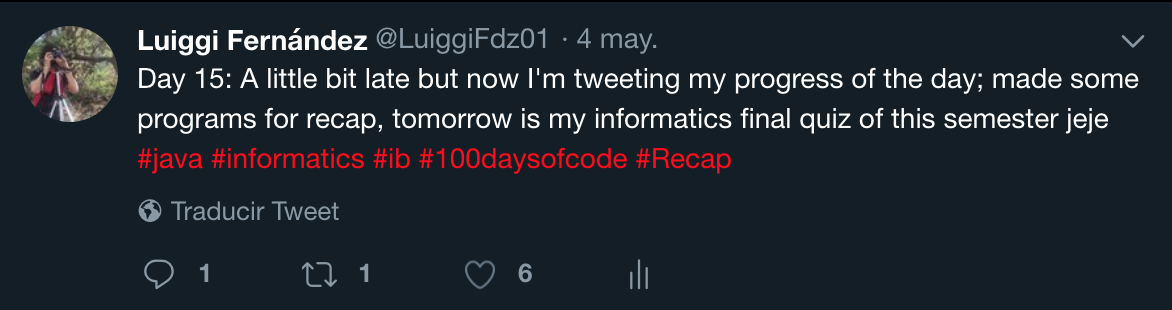 Luiggi Fernández @LuiggiFdz01 · 4 may.
Day 15: A little bit late but now I'm tweeting my progress of the day; made some
programs for recap, tomorrow is my informatics final quiz of this semester jeje
#java #informatics #ib #100daysofcode #Recap
Traducir Tweet
1 1 6